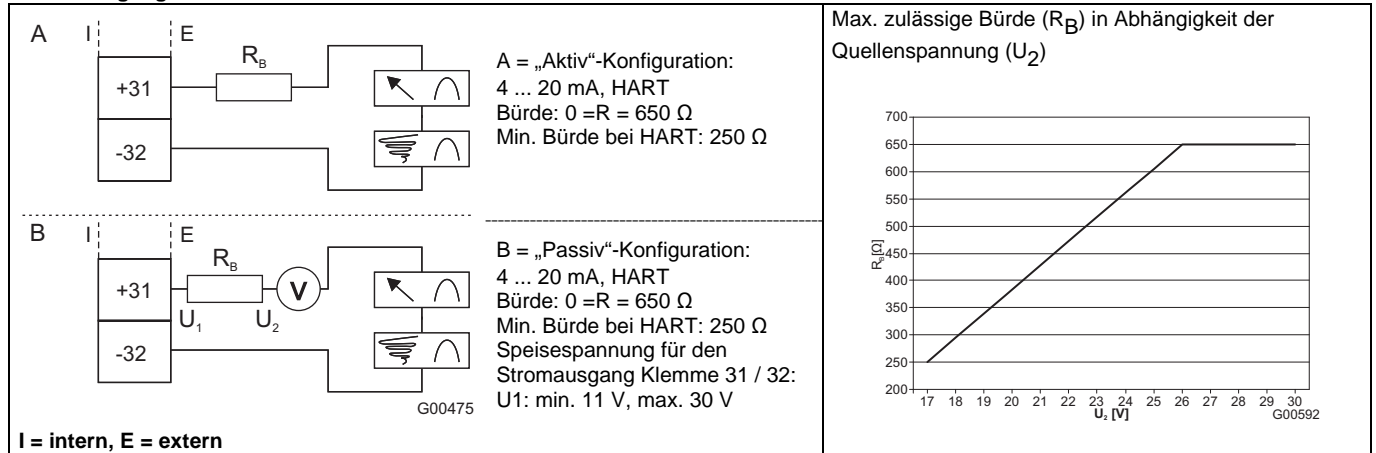 A
I
E
R_B
+31
-32
A = „Aktiv“-Konfiguration:
4 ... 20 mA, HART
Bürde: 0 =R = 650 Ω
Min. Bürde bei HART: 250 Ω
B
I
E
R_B
V
+31
U₁
U₂
-32
G00475
B = „Passiv“-Konfiguration:
4 ... 20 mA, HART
Bürde: 0 =R = 650 Ω
Min. Bürde bei HART: 250 Ω
Speisespannung für den
Stromausgang Klemme 31 / 32:
U1: min. 11 V, max. 30 V
I = intern, E = extern
Max. zulässige Bürde (R_B) in Abhängigkeit der
Quellenspannung (U₂)
700
650
600
550
500
450
400
350
300
250
200
R_B[Ω]
17 18 19 20 21 22 23 24 25 26 27 28 29 30
U₂ [V]
G00592